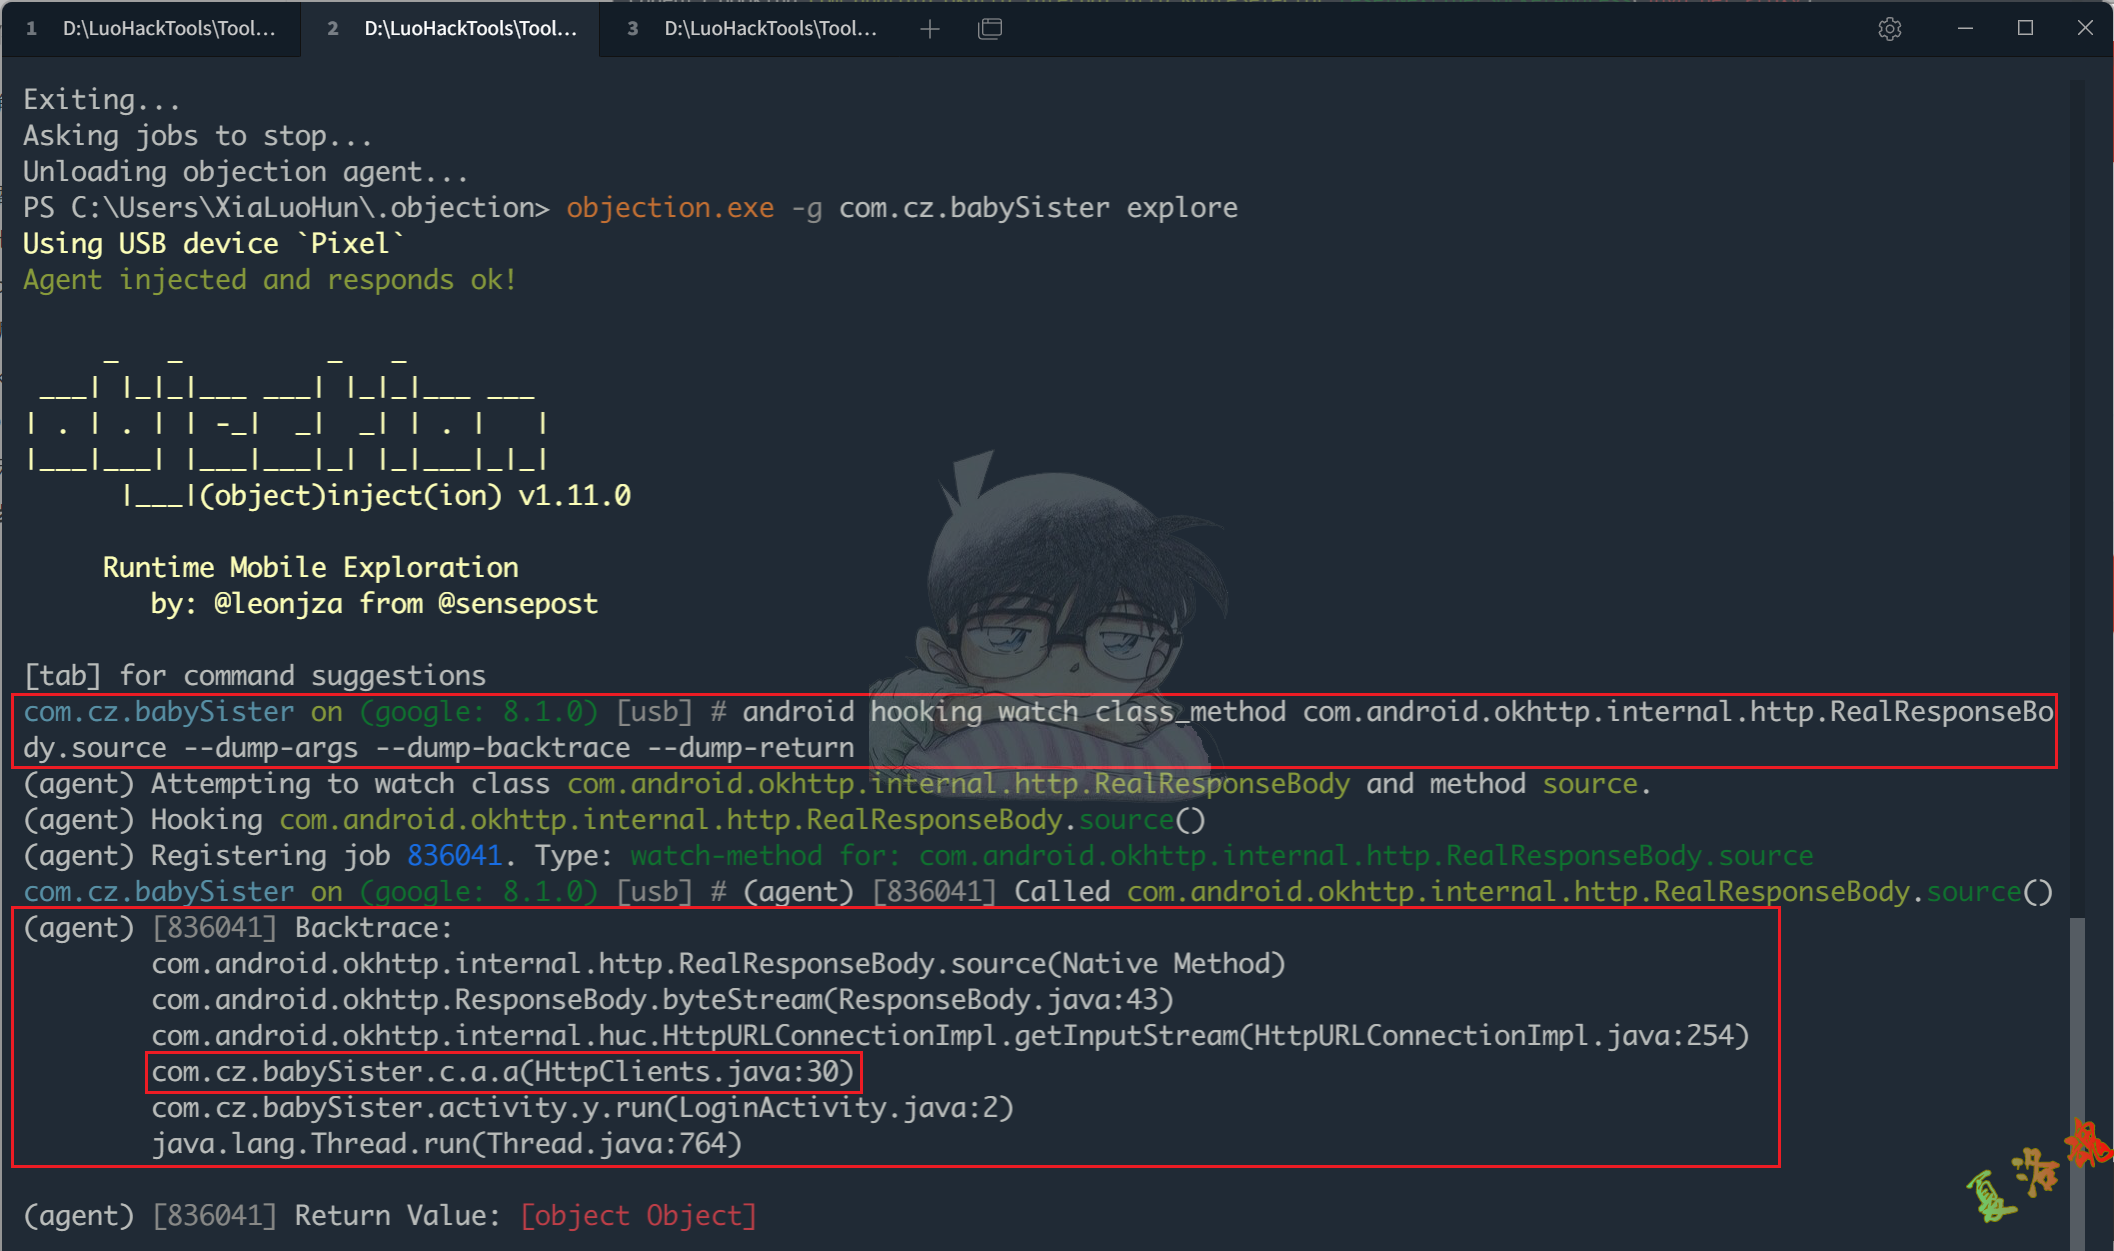 1 D:\LuoHackTools\Tool... 2 D:\LuoHackTools\Tool... 3 D:\LuoHackTools\Tool...
Exiting...
Asking jobs to stop...
Unloading objection agent...
PS C:\Users\XiaLuoHun\.objection> objection.exe -g com.cz.babySister explore
Using USB device `Pixel`
Agent injected and responds ok!
     _   _         _   _
 ___| |_|_|___ ___| |_|_|___ ___
| . | . | | -_|  _|  _| | . |   |
|___|___| |___|___|_| |_|___|_|_|
      |___|(object)inject(ion) v1.11.0
Runtime Mobile Exploration
by: @leonjza from @sensepost
[tab] for command suggestions
com.cz.babySister on (google: 8.1.0) [usb] # android hooking watch class_method com.android.okhttp.internal.http.RealResponseBo
dy.source --dump-args --dump-backtrace --dump-return
(agent) Attempting to watch class com.android.okhttp.internal.http.RealResponseBody and method source.
(agent) Hooking com.android.okhttp.internal.http.RealResponseBody.source()
(agent) Registering job 836041. Type: watch-method for: com.android.okhttp.internal.http.RealResponseBody.source
com.cz.babySister on (google: 8.1.0) [usb] # (agent) [836041] Called com.android.okhttp.internal.http.RealResponseBody.source()
(agent) [836041] Backtrace:
com.android.okhttp.internal.http.RealResponseBody.source(Native Method)
com.android.okhttp.ResponseBody.byteStream(ResponseBody.java:43)
com.android.okhttp.internal.huc.HttpURLConnectionImpl.getInputStream(HttpURLConnectionImpl.java:254)
com.cz.babySister.c.a.a(HttpClients.java:30)
com.cz.babySister.activity.y.run(LoginActivity.java:2)
java.lang.Thread.run(Thread.java:764)
(agent) [836041] Return Value: [object Object]
夏洛魂